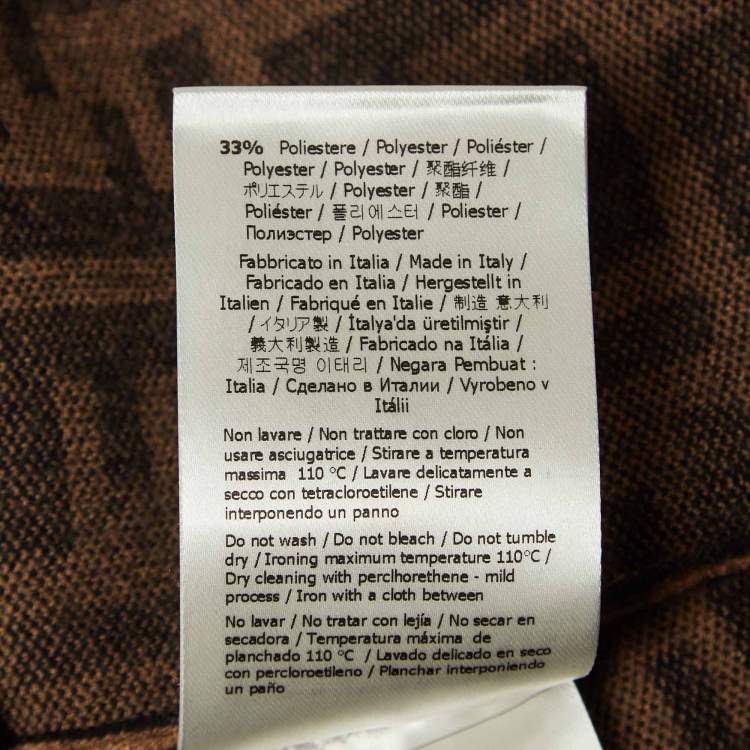 33% Poliestere / Polyester / Poliéster /
Polyester / Polyester / 聚酯纤维 /
ポリエステル / Polyester / 聚酯 /
Poliéster / 폴리에스터 / Poliester /
Полиэстер / Polyester
Fabbricato in Italia / Made in Italy /
Fabricado en Italia / Hergestellt in
Italien / Fabriqué en Italie / 制造 意大利
/ イタリア製 / İtalya'da üretilmiştir /
義大利製造 / Fabricado na Itália /
제조국명 이태리 / Negara Pembuat :
Italia / Сделано в Италии / Vyrobeno v
Itálii
Non lavare / Non trattare con cloro / Non
usare asciugatrice / Stirare a temperatura
massima 110 °C / Lavare delicatamente a
secco con tetracloroetilene / Stirare
interponendo un panno
Do not wash / Do not bleach / Do not tumble
dry / Ironing maximum temperature 110°C /
Dry cleaning with perclhorethene - mild
process / Iron with a cloth between
No lavar / No tratar con lejía / No secar en
secadora / Temperatura máxima de
planchado 110 °C / Lavado delicado en seco
con percloroetileno / Planchar interponiendo
un paño